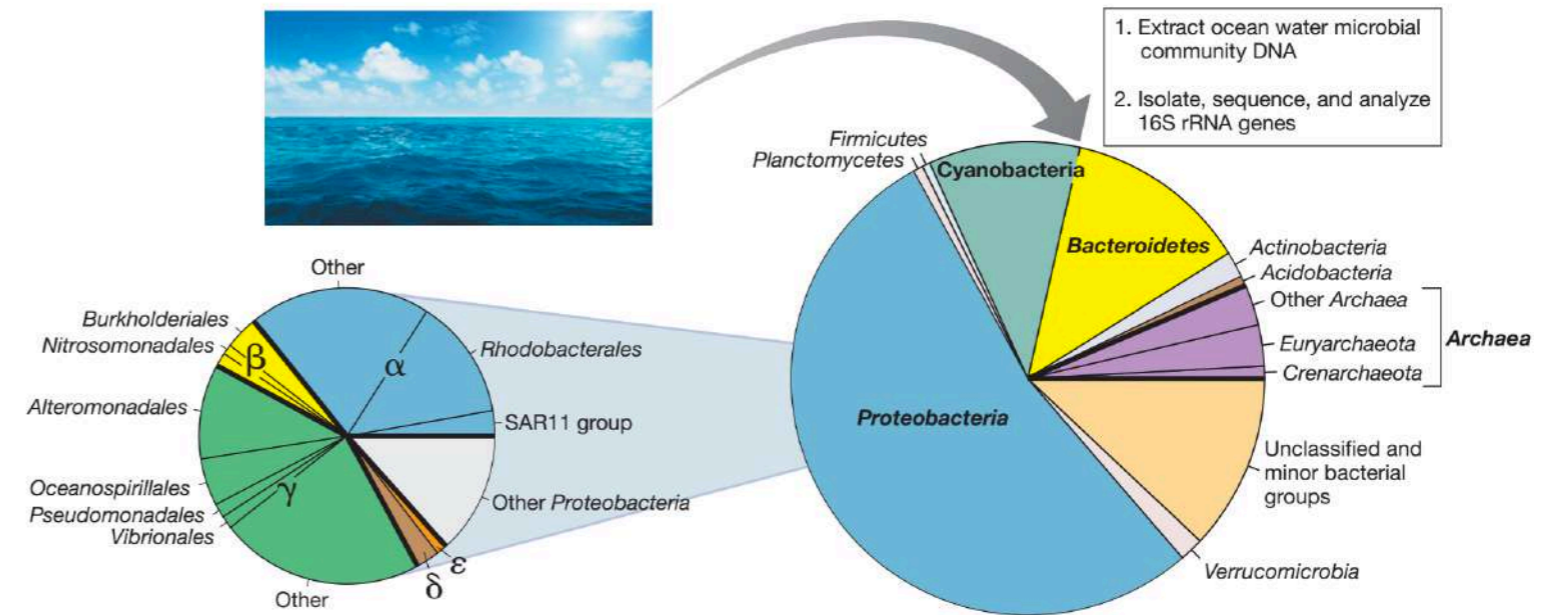 1. Extract ocean water microbial
community DNA
2. Isolate, sequence, and analyze
16S rRNA genes
Firmicutes
Planctomycetes
Cyanobacteria
Bacteroidetes
Actinobacteria
Acidobacteria
Other Archaea
Euryarchaeota
Crenarchaeota
Archaea
Proteobacteria
Unclassified and
minor bacterial
groups
Verrucomicrobia
Other
Burkholderiales
Nitrosomonadales
β
α
Rhodobacterales
Alteromonadales
SAR11 group
Oceanospirillales
γ
Other Proteobacteria
Pseudomonadales
Vibrionales
ε
δ
Other